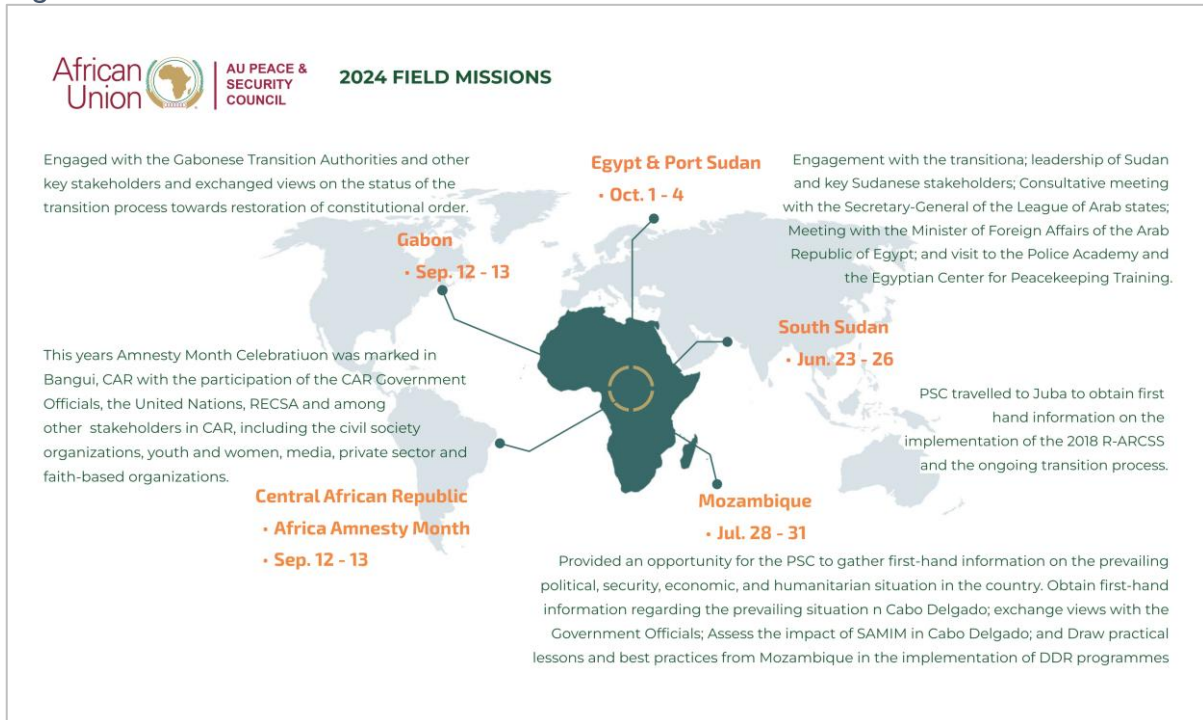 African
Union
AU PEACE &
SECURITY
COUNCIL
2024 FIELD MISSIONS
Engaged with the Gabonese Transition Authorities and other
key stakeholders and exchanged views on the status of the
transition process towards restoration of constitutional order.
Gabon
• Sep. 12 - 13
Egypt & Port Sudan
• Oct. 1 - 4
Engagement with the transitiona; leadership of Sudan
and key Sudanese stakeholders; Consultative meeting
with the Secretary-General of the League of Arab states;
Meeting with the Minister of Foreign Affairs of the Arab
Republic of Egypt; and visit to the Police Academy and
the Egyptian Center for Peacekeeping Training.
South Sudan
• Jun. 23 - 26
PSC travelled to Juba to obtain first
hand information on the
implementation of the 2018 R-ARCSS
and the ongoing transition process.
This years Amnesty Month Celebratiuon was marked in
Bangui, CAR with the participation of the CAR Government
Officials, the United Nations, RECSA and among
other stakeholders in CAR, including the civil society
organizations, youth and women, media, private sector and
faith-based organizations.
Central African Republic
• Africa Amnesty Month
• Sep. 12 - 13
Mozambique
• Jul. 28 - 31
Provided an opportunity for the PSC to gather first-hand information on the prevailing
political, security, economic, and humanitarian situation in the country. Obtain first-hand
information regarding the prevailing situation n Cabo Delgado; exchange views with the
Government Officials; Assess the impact of SAMIM in Cabo Delgado; and Draw practical
lessons and best practices from Mozambique in the implementation of DDR programmes